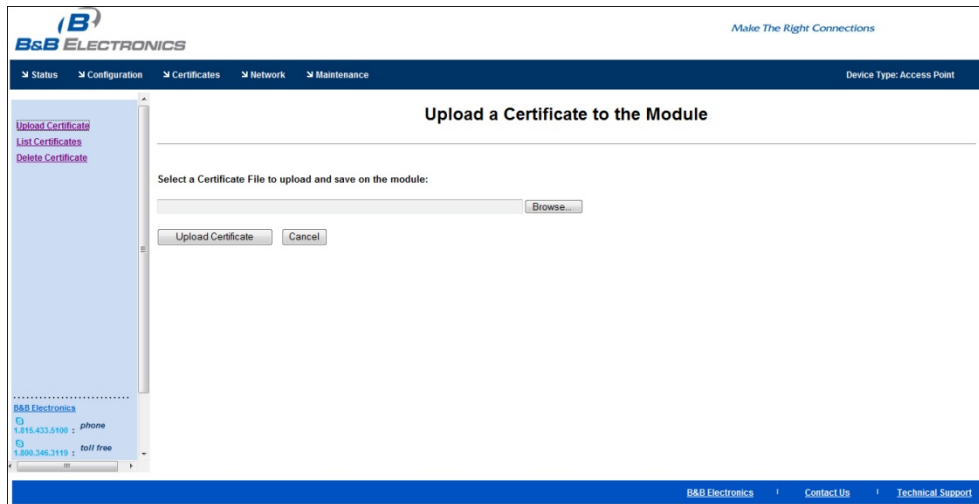 B&B ELECTRONICS
Make The Right Connections
Status Configuration Certificates Network Maintenance Device Type: Access Point
Upload a Certificate to the Module
Upload Certificate
List Certificates
Delete Certificate
Select a Certificate File to upload and save on the module:
Browse...
Upload Certificate Cancel
B&B Electronics
1.815.433.5100 : phone
1.800.346.3119 : toll free
B&B Electronics | Contact Us | Technical Support